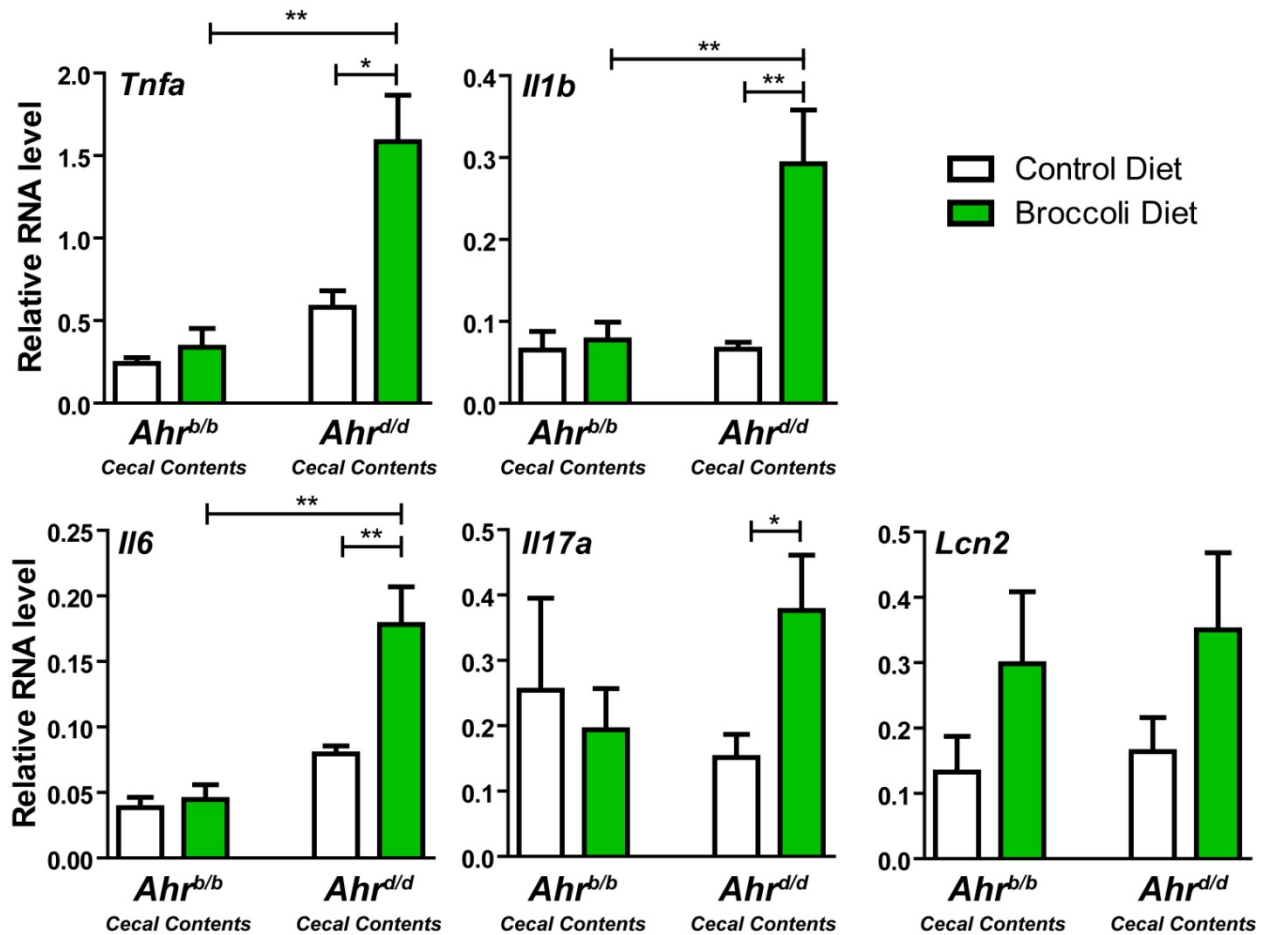 **
*
2.0
Tnfa
1.5
1.0
0.5
0.0
Relative RNA level
Ahrb/b
Ahrd/d
Cecal Contents
Cecal Contents
**
**
0.4
Il1b
0.3
0.2
0.1
0.0
Ahrb/b
Ahrd/d
Cecal Contents
Cecal Contents
Control Diet
Broccoli Diet
**
**
0.25
Il6
0.20
0.15
0.10
0.05
0.00
Relative RNA level
Ahrb/b
Ahrd/d
Cecal Contents
Cecal Contents
*
0.5
Il17a
0.4
0.3
0.2
0.1
0.0
Ahrb/b
Ahrd/d
Cecal Contents
Cecal Contents
0.5
Lcn2
0.4
0.3
0.2
0.1
0.0
Ahrb/b
Ahrd/d
Cecal Contents
Cecal Contents